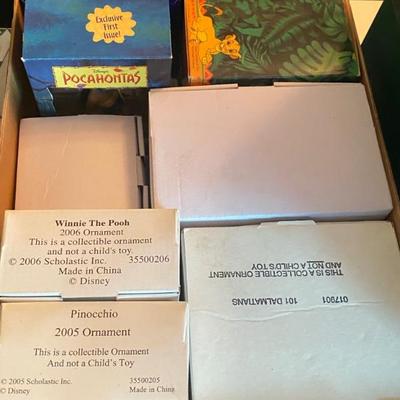 Exclusive
First
Issue!
Disney's
POCAHONTAS
Winnie The Pooh
2006 Ornament
This is a collectible ornament
and not a child's toy.
© 2006 Scholastic Inc. 35500206
Made in China
© Disney
THIS IS A COLLECTIBLE ORNAMENT
AND NOT A CHILD'S TOY
017901 101 DALMATIANS
Pinocchio
2005 Ornament
This is a collectible Ornament
And not a Child's Toy
© 2005 Scholastic Inc. 35500205
© Disney Made in China